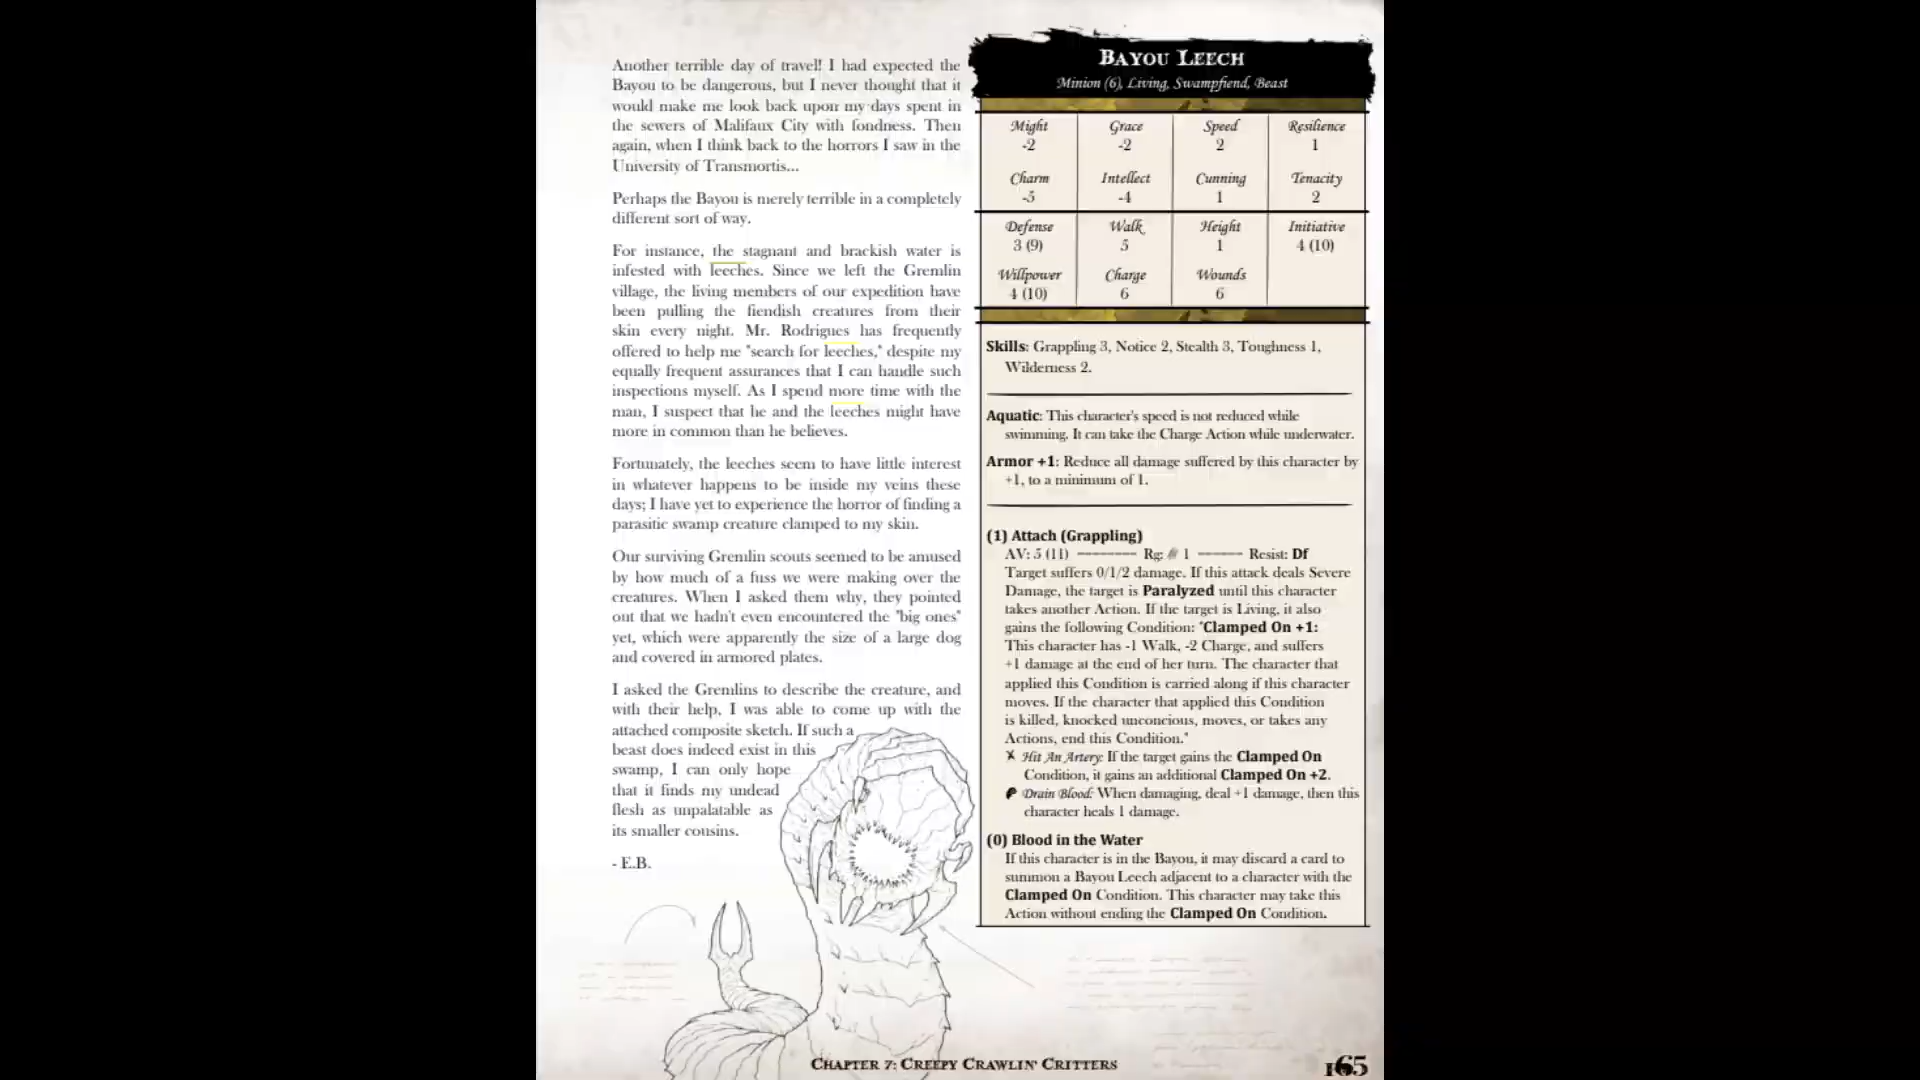 Another terrible day of travel! I had expected the
Bayou to be dangerous, but I never thought that it
would make me look back upon my days spent in
the sewers of Malifaux City with fondness. Then
again, when I think back to the horrors I saw in the
University of Transmortis...
Perhaps the Bayou is merely terrible in a completely
different sort of way.
For instance, the stagnant and brackish water is
infested with leeches. Since we left the Gremlin
village, the living members of our expedition have
been pulling the fiendish creatures from their
skin every night. Mr. Rodrigues has frequently
offered to help me "search for leeches," despite my
equally frequent assurances that I can handle such
inspections myself. As I spend more time with the
man, I suspect that he and the leeches might have
more in common than he believes.
Fortunately, the leeches seem to have little interest
in whatever happens to be inside my veins these
days; I have yet to experience the horror of finding a
parasitic swamp creature clamped to my skin.
Our surviving Gremlin scouts seemed to be amused
by how much of a fuss we were making over the
creatures. When I asked them why, they pointed
out that we hadn't even encountered the "big ones"
yet, which were apparently the size of a large dog
and covered in armored plates.
I asked the Gremlins to describe the creature, and
with their help, I was able to come up with the
attached composite sketch. If such a
beast does indeed exist in this
swamp, I can only hope
that it finds my undead
flesh as unpalatable as
its smaller cousins.
- E.B.
BAYOU LEECH
Minion (6), Living, Swampfiend, Beast
Might Grace Speed Resilience
-2 -2 2 1
Charm Intellect Cunning Tenacity
-5 -4 1 2
Defense Walk Height Initiative
3 (9) 5 1 4 (10)
Willpower Charge Wounds
4 (10) 6 6
Skills: Grappling 3, Notice 2, Stealth 3, Toughness 1,
Wilderness 2.
Aquatic: This character's speed is not reduced while
swimming. It can take the Charge Action while underwater.
Armor +1: Reduce all damage suffered by this character by
+1, to a minimum of 1.
(1) Attach (Grappling)
AV: 5 (11) --------- Rg: 1 ------ Resist: Df
Target suffers 0/1/2 damage. If this attack deals Severe
Damage, the target is Paralyzed until this character
takes another Action. If the target is Living, it also
gains the following Condition: "Clamped On +1:
This character has -1 Walk, -2 Charge, and suffers
+1 damage at the end of her turn. The character that
applied this Condition is carried along if this character
moves. If the character that applied this Condition
is killed, knocked unconcious, moves, or takes any
Actions, end this Condition."
Hit An Artery: If the target gains the Clamped On
Condition, it gains an additional Clamped On +2.
Drain Blood: When damaging, deal +1 damage, then this
character heals 1 damage.
(0) Blood in the Water
If this character is in the Bayou, it may discard a card to
summon a Bayou Leech adjacent to a character with the
Clamped On Condition. This character may take this
Action without ending the Clamped On Condition.
CHAPTER 7: CREEPY CRAWLIN' CRITTERS
165